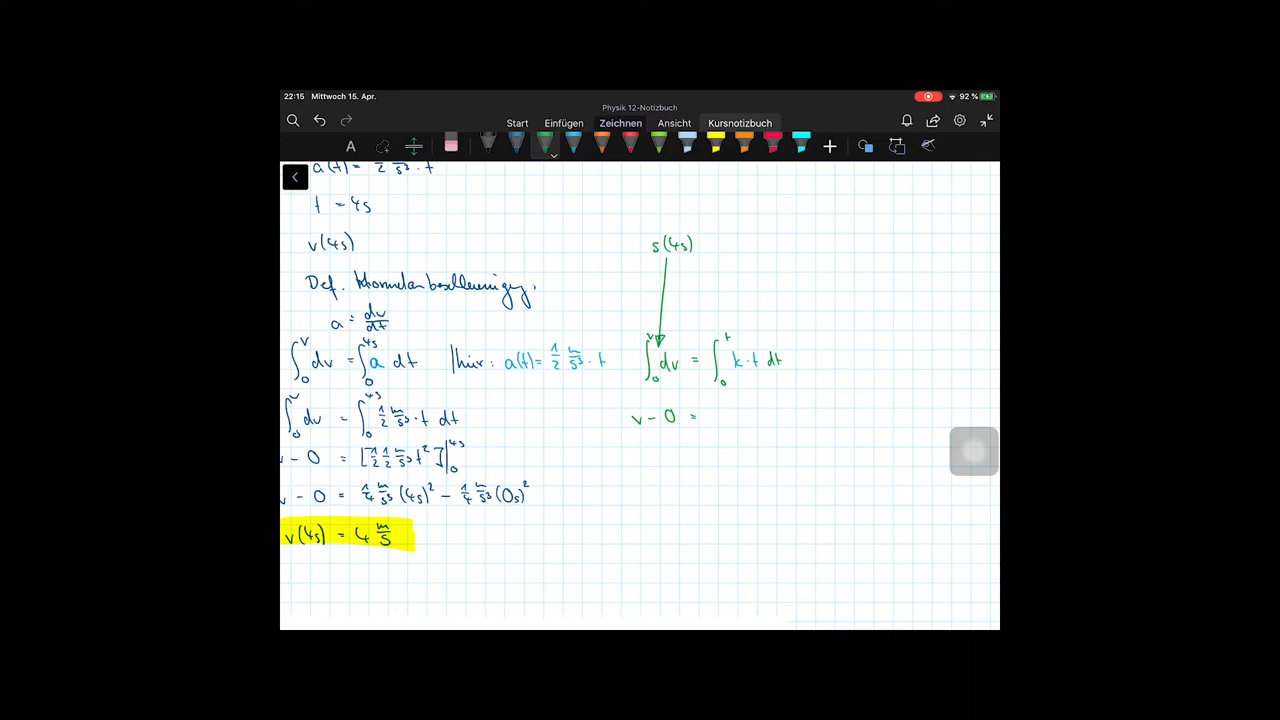 22:15 Mittwoch 15. Apr.
92 %
Physik 12-Notizbuch
Start Einfügen Zeichnen Ansicht Kursnotizbuch
A
a(t) = 1/2 m/s³ · t
t = 4s
v(4s)
Def. Momentanbeschleunigung:
a = dv/dt
∫₀^v dv = ∫₀^4s a dt | hier: a(t) = 1/2 m/s³ · t
∫₀^v dv = ∫₀^4s 1/2 m/s³ · t dt
v - 0 = [1/2 1/2 m/s³ t²]|₀^4s
v - 0 = 1/4 m/s³ (4s)² - 1/4 m/s³ (0s)²
v(4s) = 4 m/s
s(4s)
∫₀^v dv = ∫₀^t k · t dt
v - 0 =